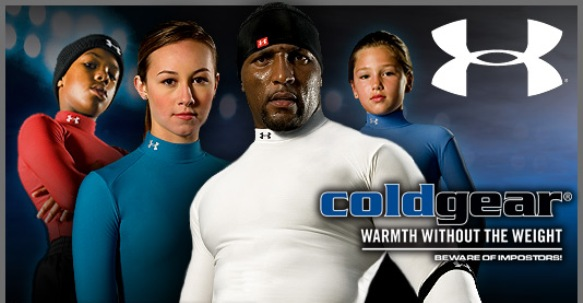 coldgear®
WARMTH WITHOUT THE WEIGHT
BEWARE OF IMPOSTORS!